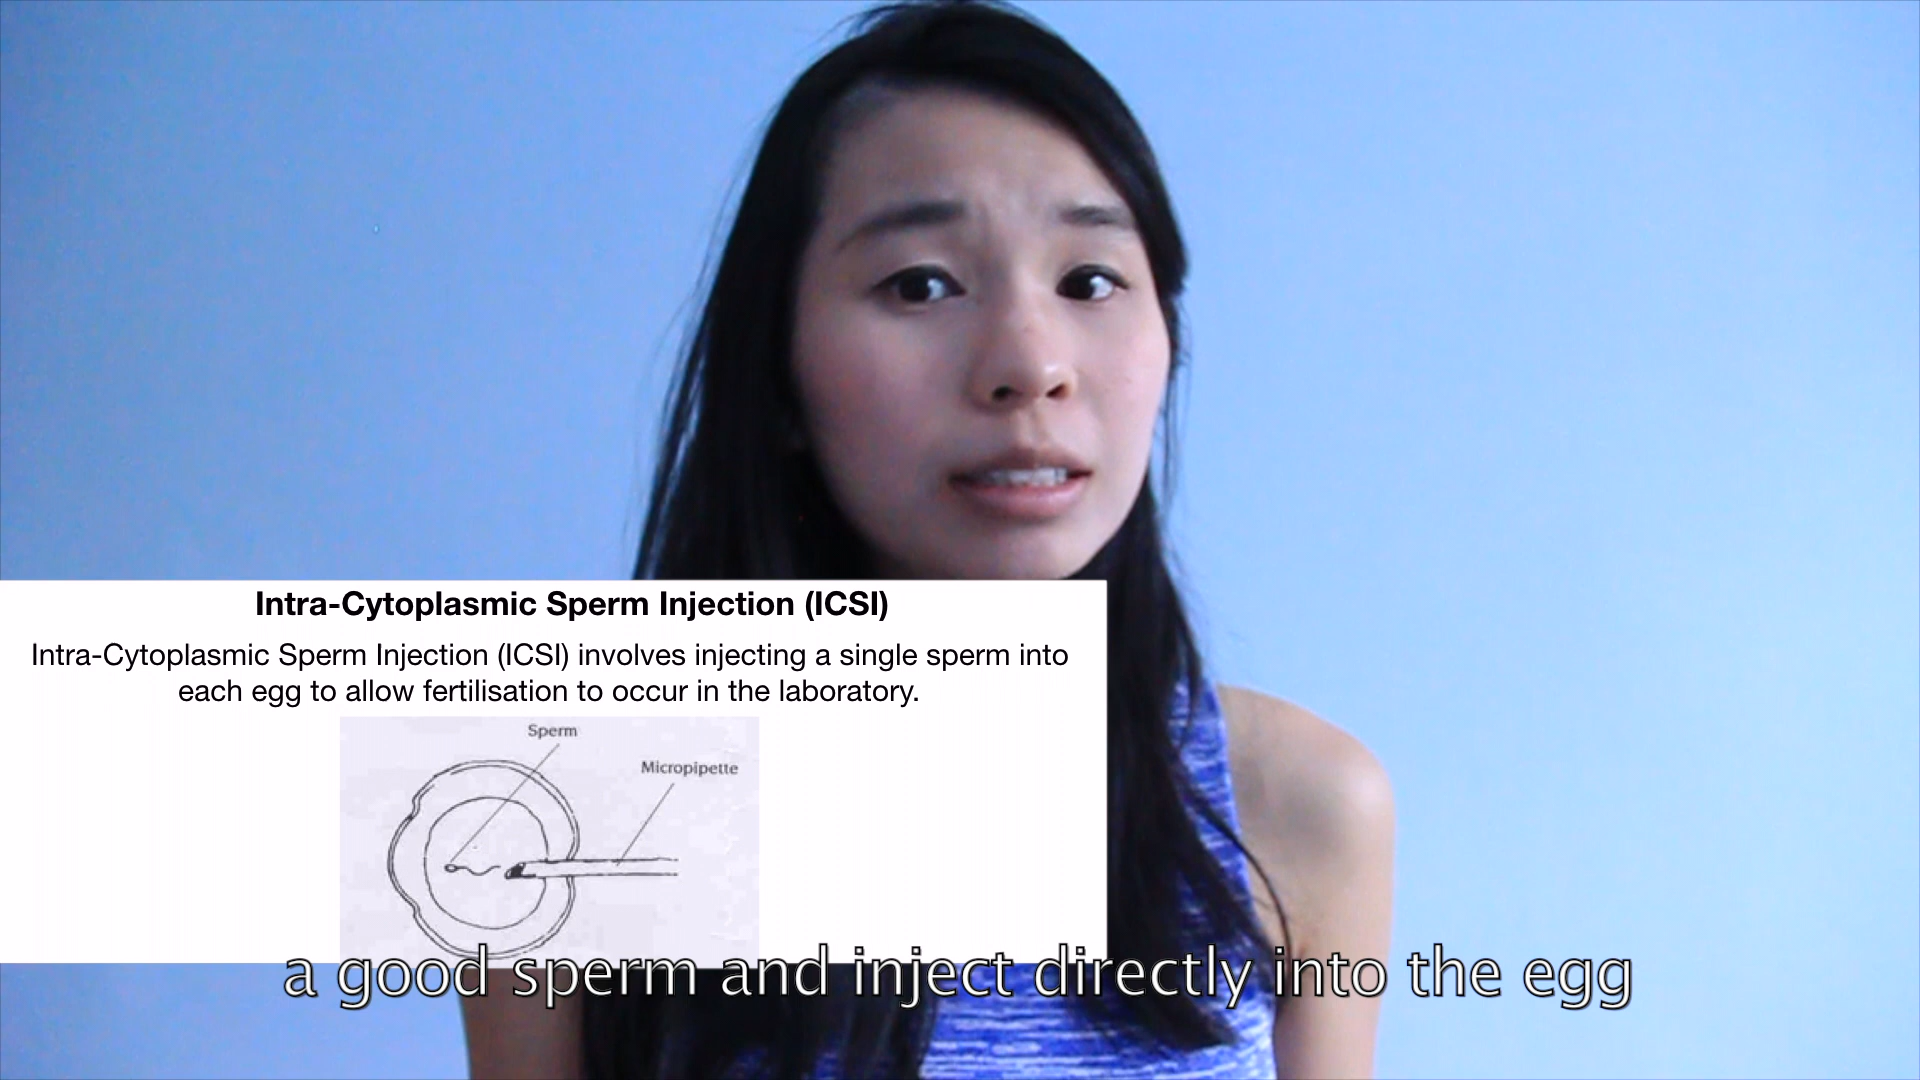 Intra-Cytoplasmic Sperm Injection (ICSI)
Intra-Cytoplasmic Sperm Injection (ICSI) involves injecting a single sperm into
each egg to allow fertilisation to occur in the laboratory.
Sperm
Micropipette
a good sperm and inject directly into the egg